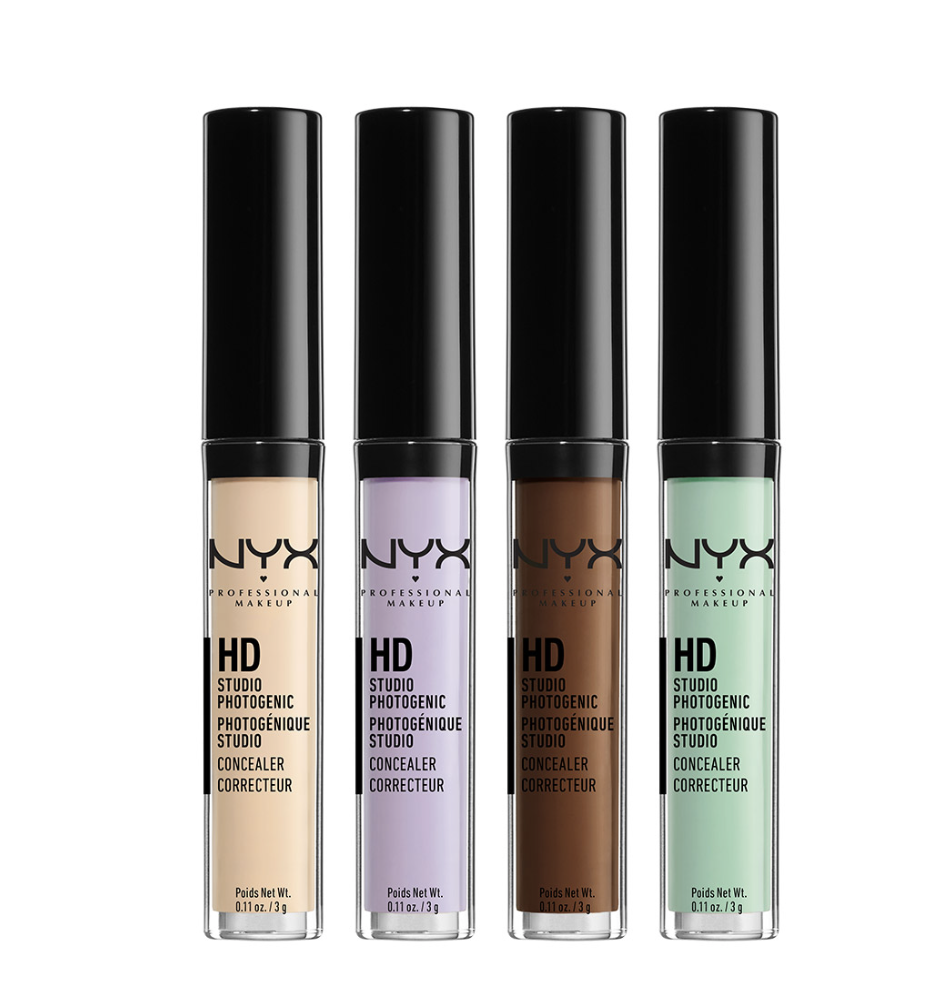 NYX
PROFESSIONAL
MAKEUP
HD
STUDIO
PHOTOGENIC
PHOTOGÉNIQUE
STUDIO
CONCEALER
CORRECTEUR
Poids Net Wt.
0.11 oz. / 3 g
NYX
PROFESSIONAL
MAKEUP
HD
STUDIO
PHOTOGENIC
PHOTOGÉNIQUE
STUDIO
CONCEALER
CORRECTEUR
Poids Net Wt.
0.11 oz. / 3 g
NYX
PROFESSIONAL
MAKEUP
HD
STUDIO
PHOTOGENIC
PHOTOGÉNIQUE
STUDIO
CONCEALER
CORRECTEUR
Poids Net Wt.
0.11 oz. / 3 g
NYX
PROFESSIONAL
MAKEUP
HD
STUDIO
PHOTOGENIC
PHOTOGÉNIQUE
STUDIO
CONCEALER
CORRECTEUR
Poids Net Wt.
0.11 oz. / 3 g